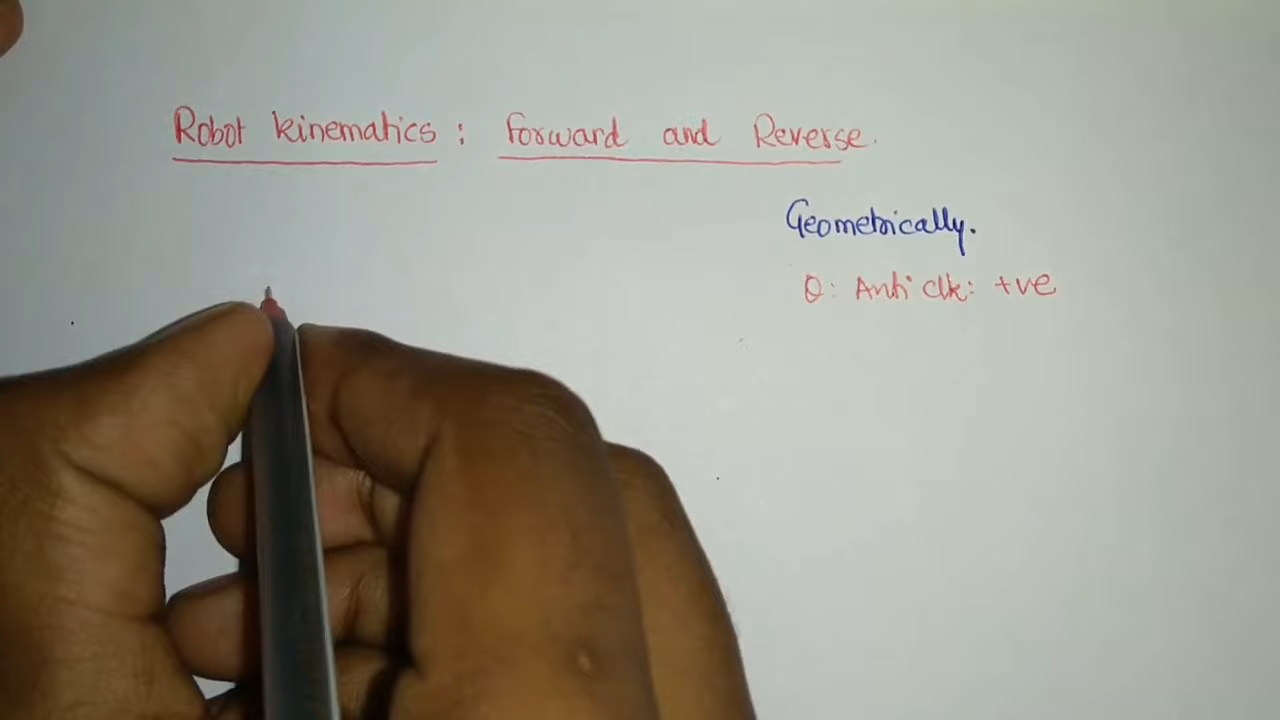 Robot kinematics: Forward and Reverse.
Geometrically.
θ: Anti clk: +ve